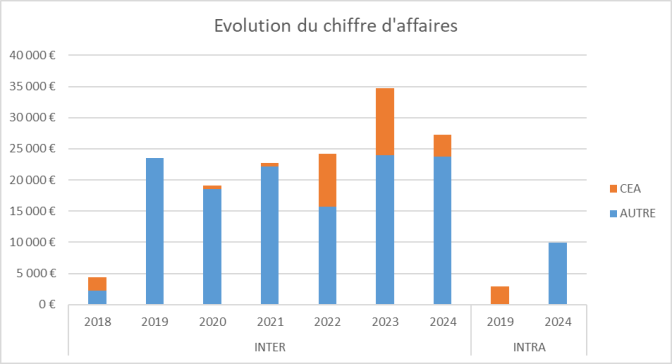 Evolution du chiffre d'affaires
40 000 €
35 000 €
30 000 €
25 000 €
20 000 €
15 000 €
10 000 €
5 000 €
0 €
CEA
AUTRE
2018 2019 2020 2021 2022 2023 2024 2019 2024
INTER INTRA